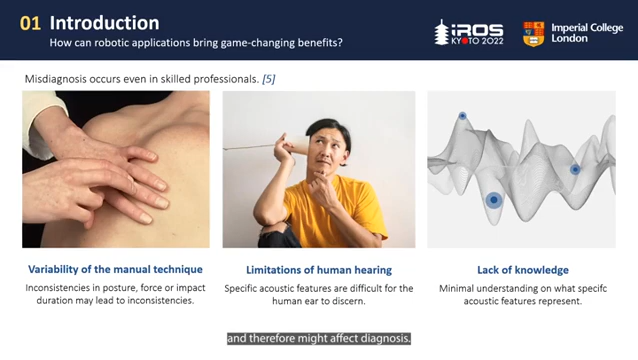 01 Introduction
How can robotic applications bring game-changing benefits?
iROS
KYOTO 2022
Imperial College
London
Misdiagnosis occurs even in skilled professionals. [5]
Variability of the manual technique
Inconsistencies in posture, force or impact
duration may lead to inconsistencies.
Limitations of human hearing
Specific acoustic features are difficult for the
human ear to discern.
Lack of knowledge
Minimal understanding on what specifc
acoustic features represent.
and therefore might affect diagnosis.